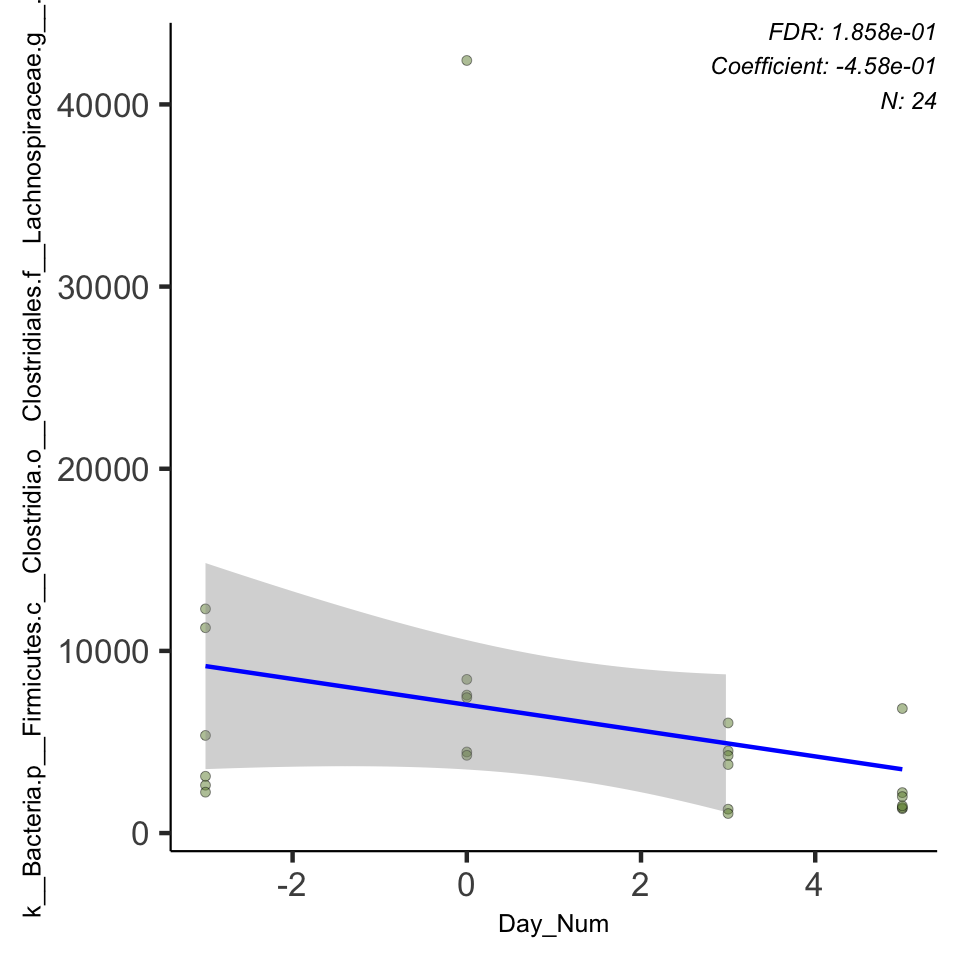 FDR: 1.858e-01
Coefficient: -4.58e-01
N: 24
k__Bacteria.p__Firmicutes.c__Clostridia.o__Clostridiales.f__Lachnospiraceae.g__.
40000
30000
20000
10000
0
-2 0 2 4
Day_Num